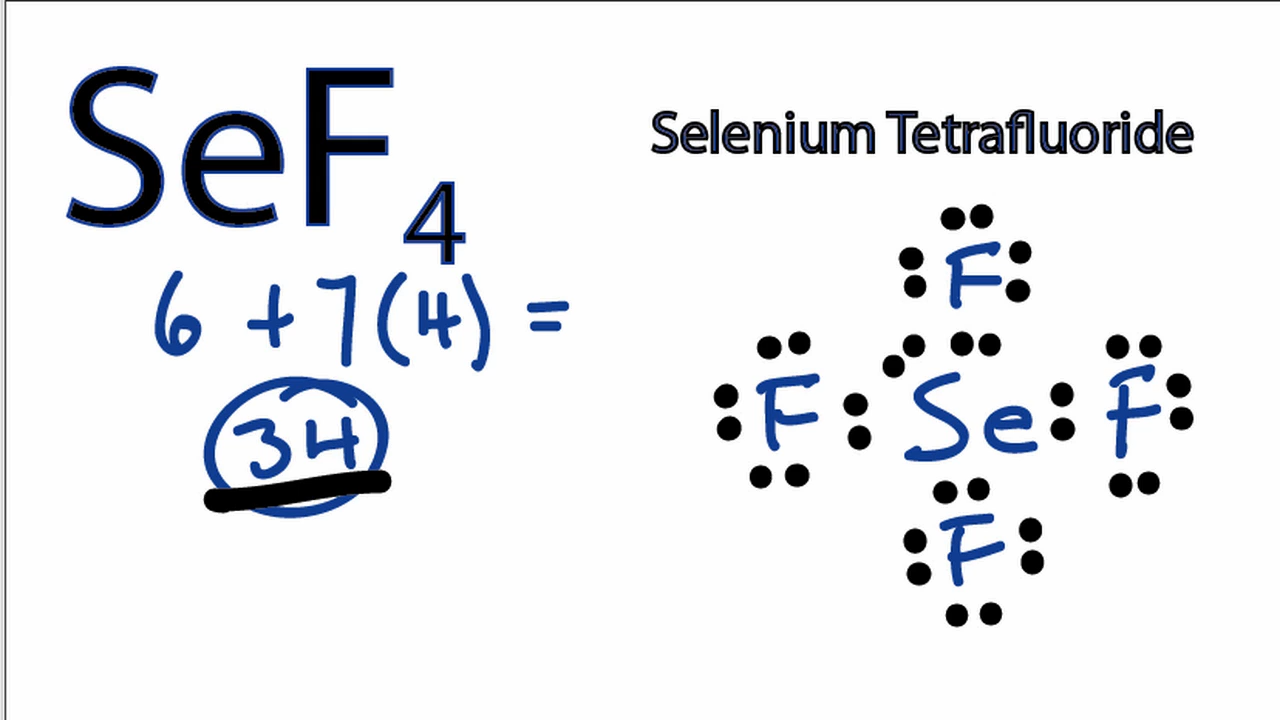 SeF₄
Selenium Tetrafluoride
6 + 7(4) =
34
F
F Se F
F